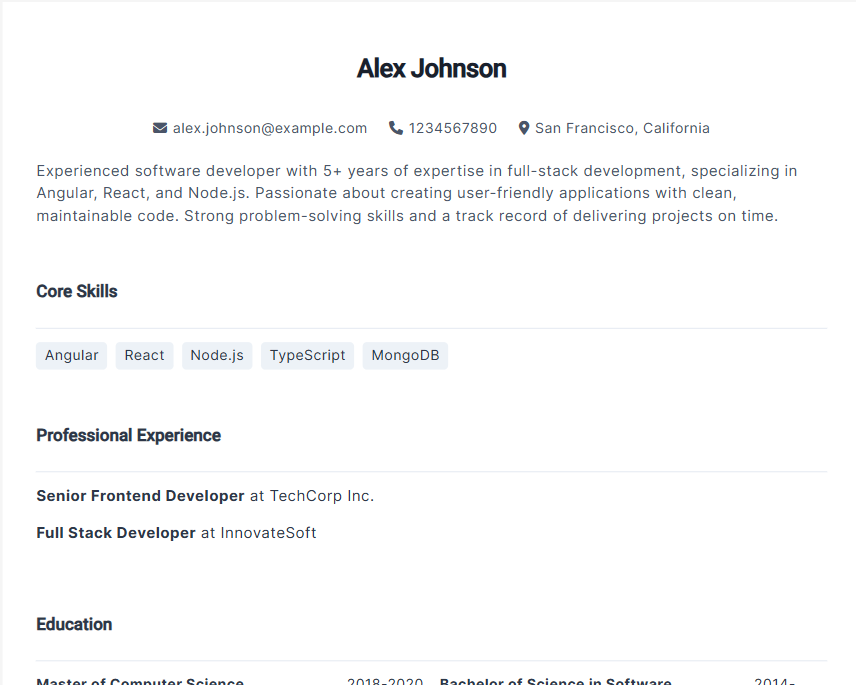 Alex Johnson
alex.johnson@example.com 1234567890 San Francisco, California
Experienced software developer with 5+ years of expertise in full-stack development, specializing in
Angular, React, and Node.js. Passionate about creating user-friendly applications with clean,
maintainable code. Strong problem-solving skills and a track record of delivering projects on time.
Core Skills
Angular React Node.js TypeScript MongoDB
Professional Experience
Senior Frontend Developer at TechCorp Inc.
Full Stack Developer at InnovateSoft
Education
Master of Computer Science 2018-2020 Bachelor of Science in Software 2014-